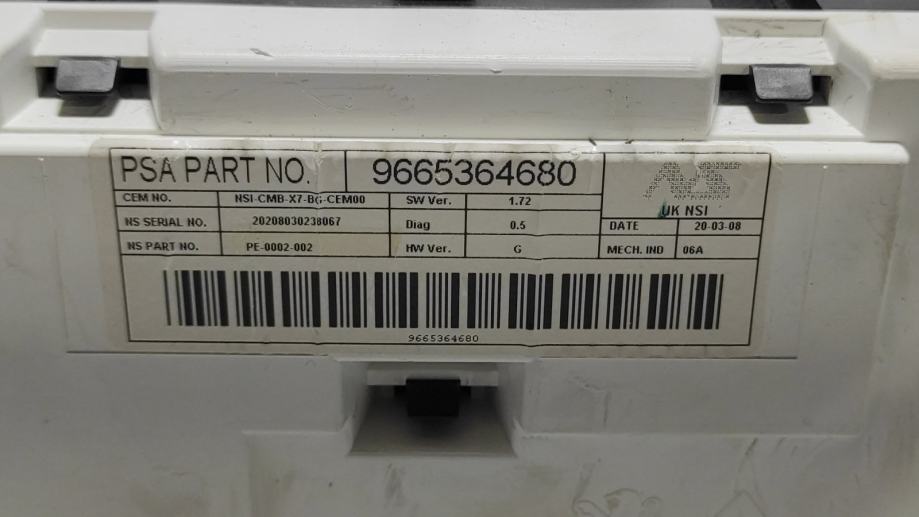 PSA PART NO. 9665364680
CEM NO. NSI-CMB-X7-BG-CEM00 SW Ver. 1.72
UK NSI
NS SERIAL NO. 20208030238067 Diag 0.5 DATE 20-03-08
NS PART NO. PE-0002-002 HW Ver. G MECH. IND 06A
9665364680